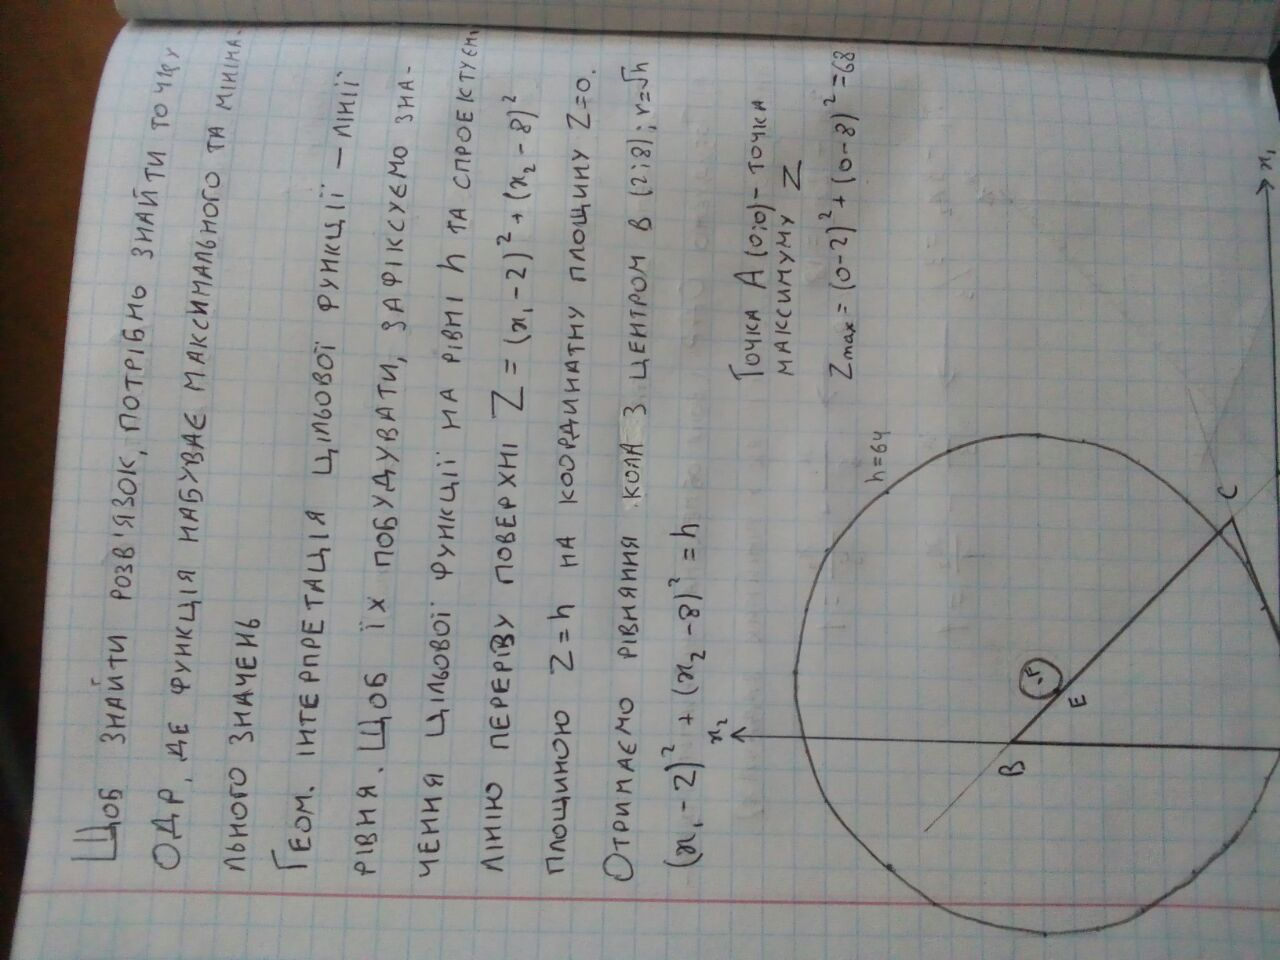 Щоб знайти розв'язок, потрібно знайти точку
ОДР, де функція набуває максимального та мініма-
льного значень
Геом. інтерпретація цільової функції – лінії
рівня. Щоб їх побудувати, зафіксуємо зна-
чення цільової функції на рівні h та спроектуєм
лінію перерізу поверхні Z = (x₁ - 2)² + (x₂ - 8)²
площиною Z = h на координатну площину Z=0.
Отримаємо рівняння кола з центром в (2;8); r=√h
(x₁ - 2)² + (x₂ - 8)² = h
Точка A(0;0) – точка
максимуму Z
Zmax = (0-2)² + (0-8)² = 68
x₂
h=64
B
E
C
x₁